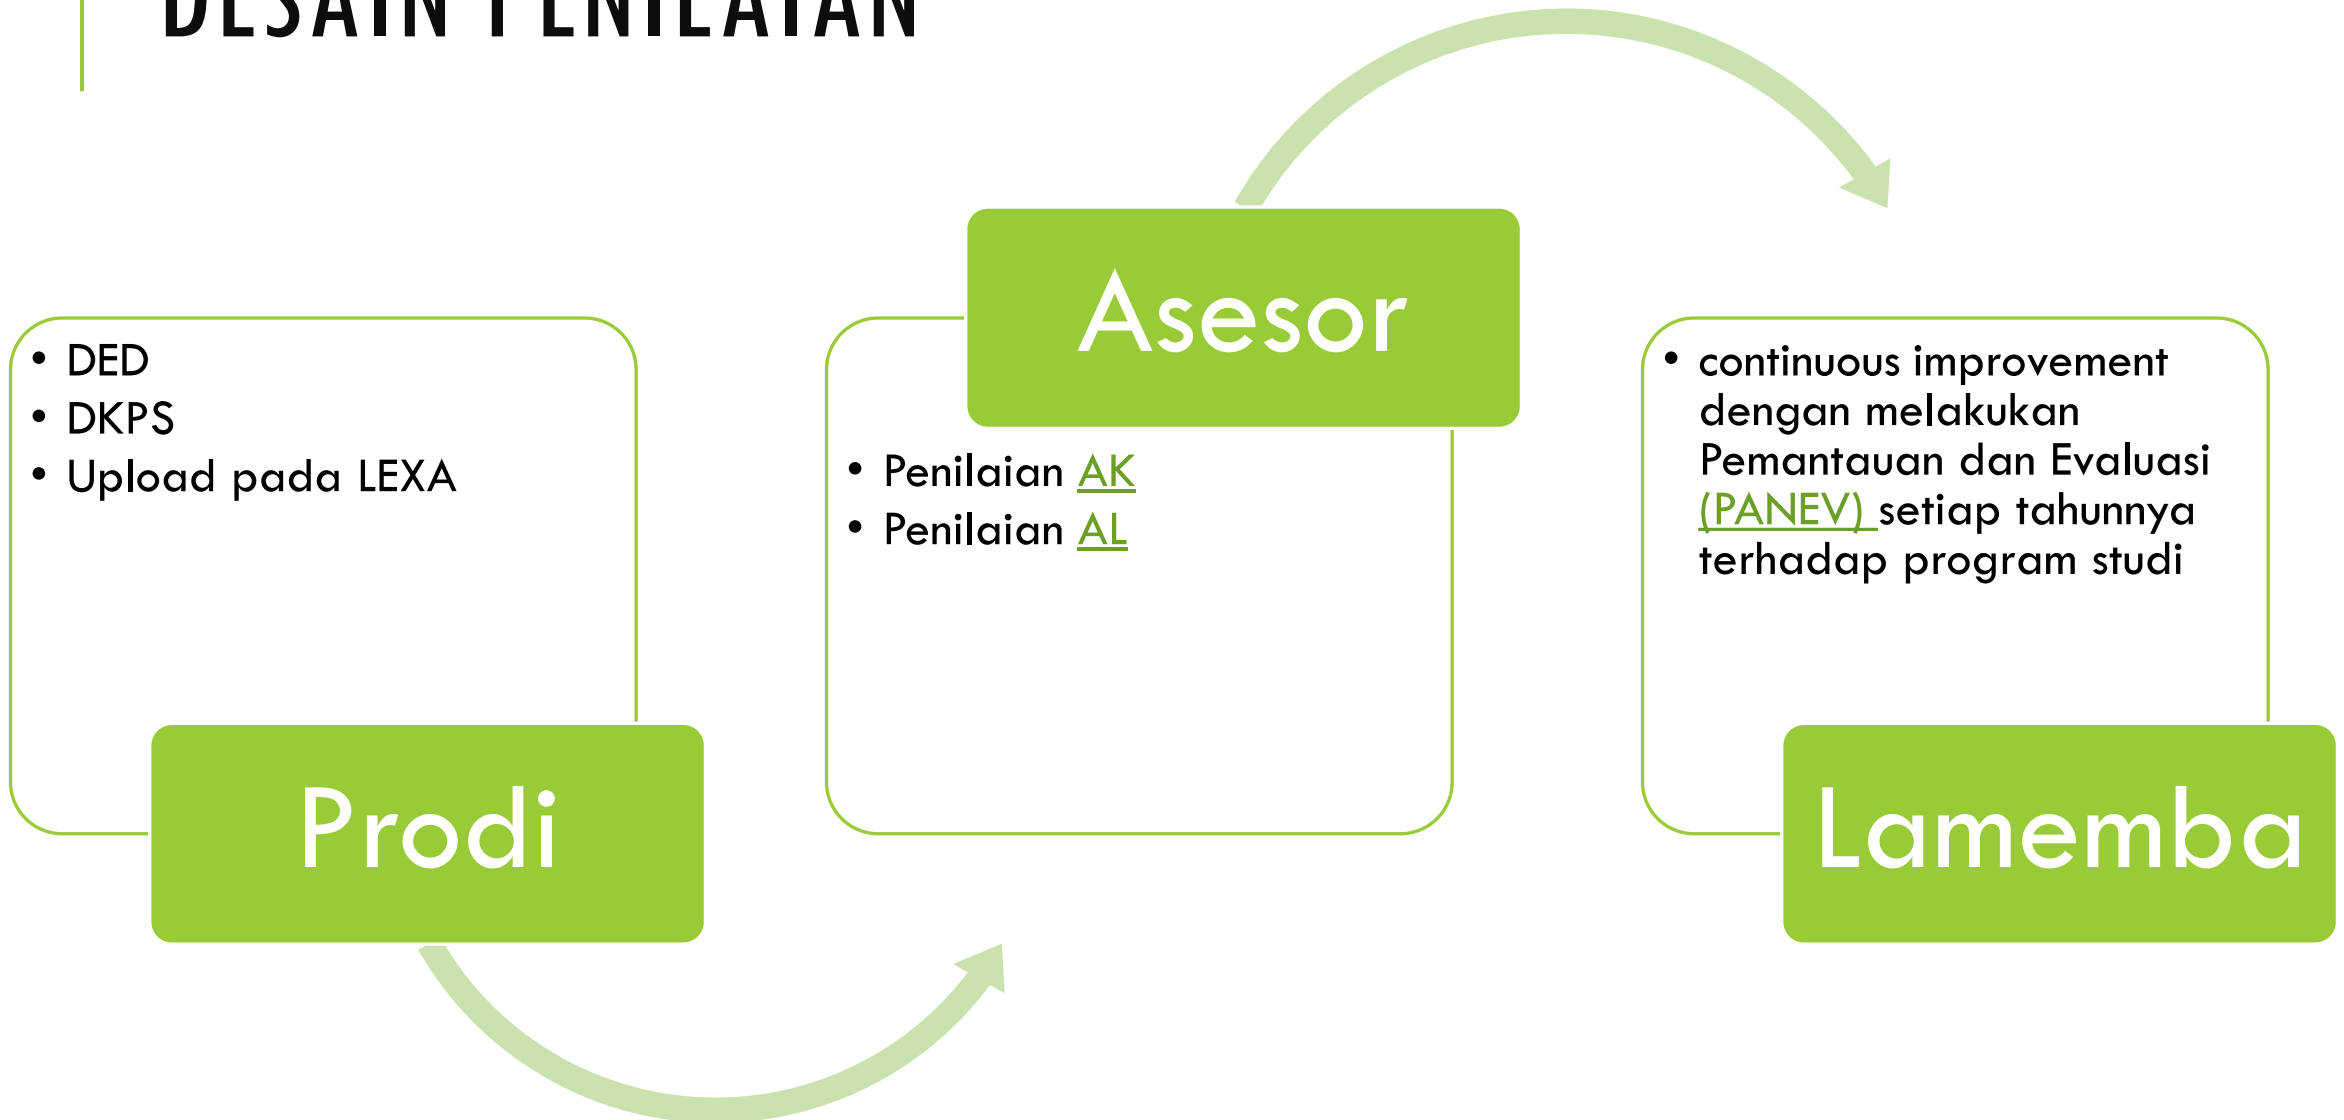 DESAIN PENILAIAN
• DED
• DKPS
• Upload pada LEXA
Prodi
Asesor
• Penilaian AK
• Penilaian AL
• continuous improvement
dengan melakukan
Pemantauan dan Evaluasi
(PANEV) setiap tahunnya
terhadap program studi
Lamemba